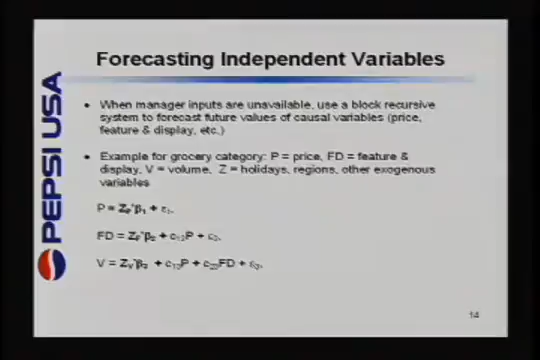 Forecasting Independent Variables
PEPSI USA
• When manager inputs are unavailable, use a block recursive
system to forecast future values of causal variables (price,
feature & display, etc.)
• Example for grocery category: P = price, FD = feature &
display, V = volume, Z = holidays, regions, other exogenous
variables
P = Zₚ'β₁ + ε₁.
FD = Z 'β₂ + c₁₂P + ε₂.
V = Zᵥ'β₃ + c₁₃P + c₂₃FD + ε₃.
14